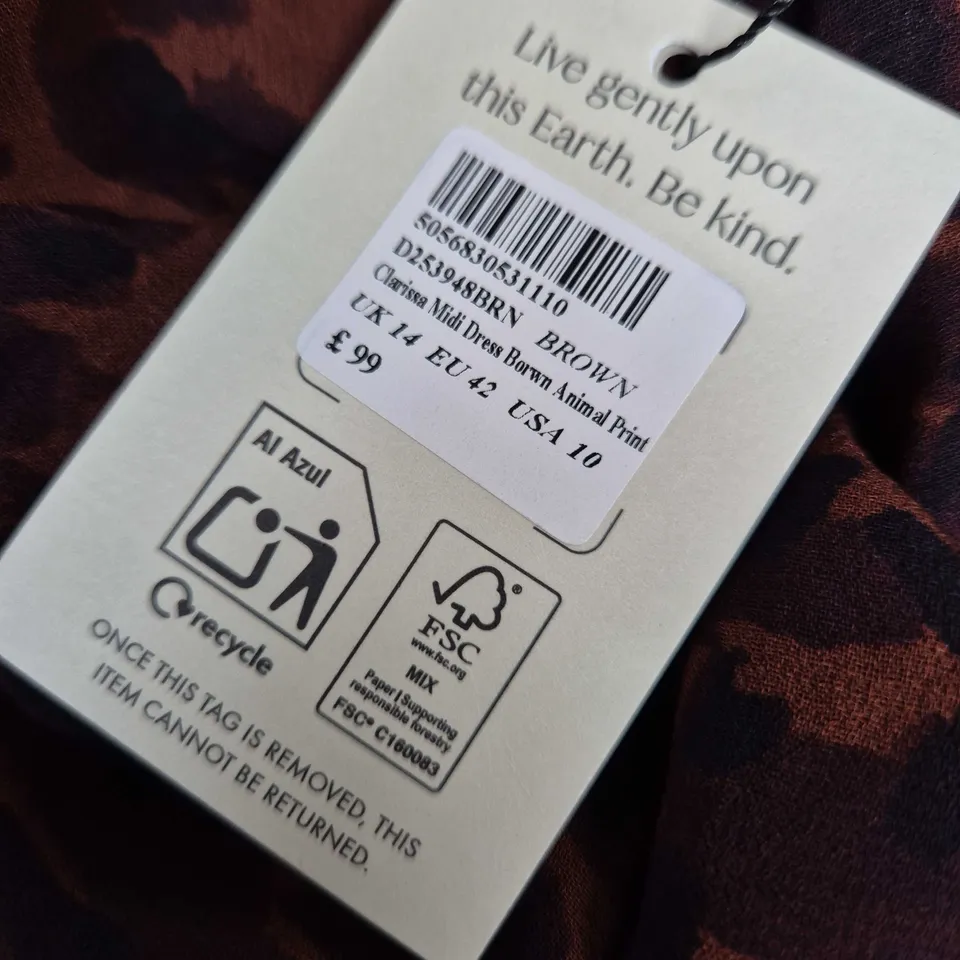 Live gently upon
this Earth. Be kind.
5056830531110
D253948BRN BROWN
Clarissa Midi Dress Borwn Animal Print
UK 14 EU 42 USA 10
£ 99
Al Azul
recycle
FSC
®
www.fsc.org
MIX
Paper | Supporting
responsible forestry
FSC® C160083
ONCE THIS TAG IS REMOVED, THIS
ITEM CANNOT BE RETURNED.